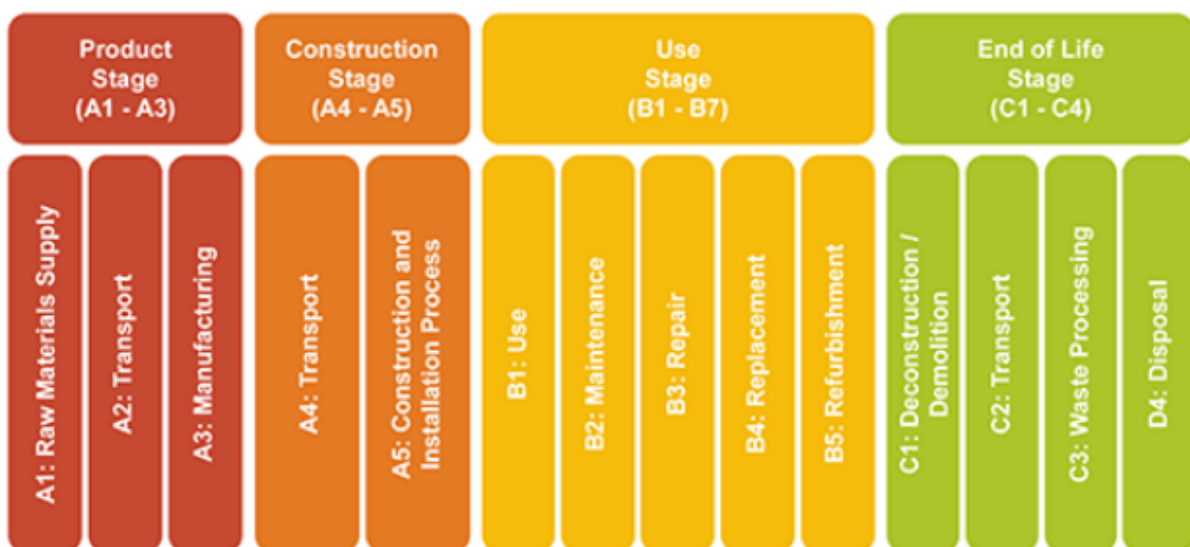 Product
Stage
(A1 - A3)
Construction
Stage
(A4 - A5)
Use
Stage
(B1 - B7)
End of Life
Stage
(C1 - C4)
A1: Raw Materials Supply
A2: Transport
A3: Manufacturing
A4: Transport
A5: Construction and
Installation Process
B1: Use
B2: Maintenance
B3: Repair
B4: Replacement
B5: Refurbishment
C1: Deconstruction /
Demolition
C2: Transport
C3: Waste Processing
D4: Disposal